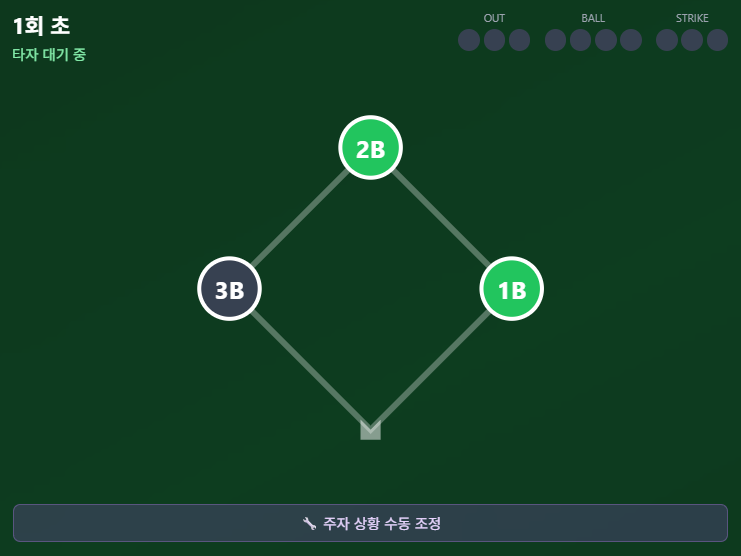 1회 초
타자 대기 중
OUT
BALL
STRIKE
2B
3B
1B
🔧 주자 상황 수동 조정